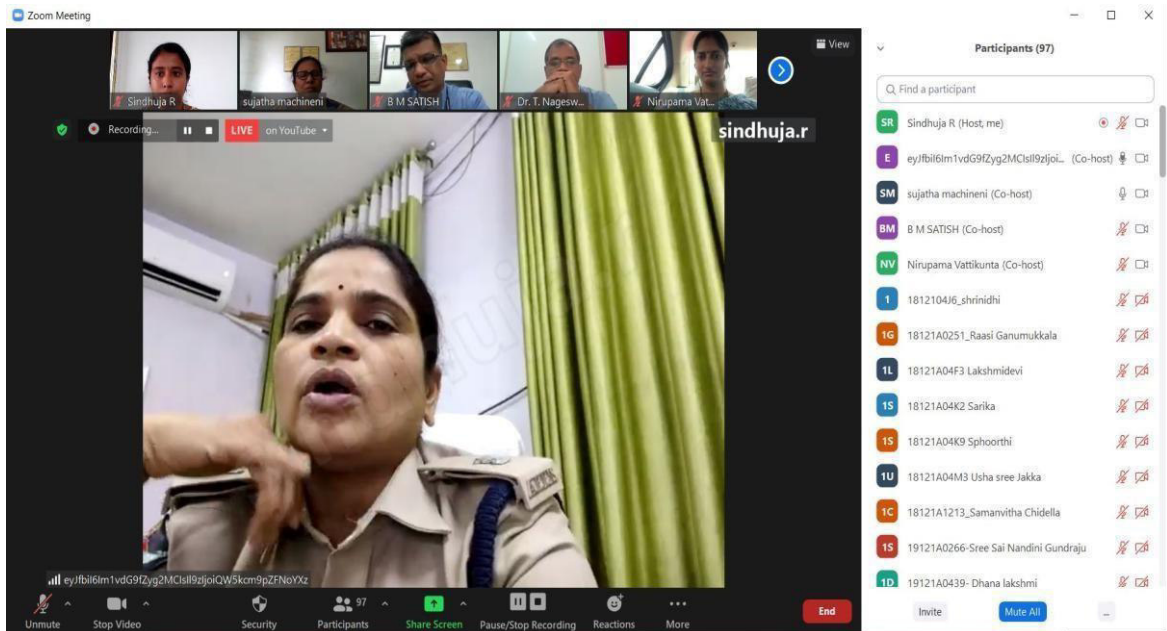 Zoom Meeting
Sindhuja R
sujatha machineni
B M SATISH
Dr. T. Nagesw...
Nirupama Vat...
View
Recording...
LIVE on YouTube
sindhuja.r
eyJfbil6Im1vdG9fZyg2MCIsIl9zIjoiQW5kcm9pZFNoYXz
Unmute
Stop Video
Security
97
Participants
Share Screen
Pause/Stop Recording
Reactions
More
End
Participants (97)
Find a participant
SR Sindhuja R (Host, me)
E eyJfbil6Im1vdG9fZyg2MCIsIl9zIjoi... (Co-host)
SM sujatha machineni (Co-host)
BM B M SATISH (Co-host)
NV Nirupama Vattikunta (Co-host)
1 1812104J6_shrinidhi
1G 18121A0251_Raasi Ganumukkala
1L 18121A04F3 Lakshmidevi
1S 18121A04K2 Sarika
1S 18121A04K9 Sphoorthi
1U 18121A04M3 Usha sree Jakka
1C 18121A1213_Samanvitha Chidella
1S 19121A0266-Sree Sai Nandini Gundraju
1D 19121A0439- Dhana lakshmi
Invite
Mute All
...